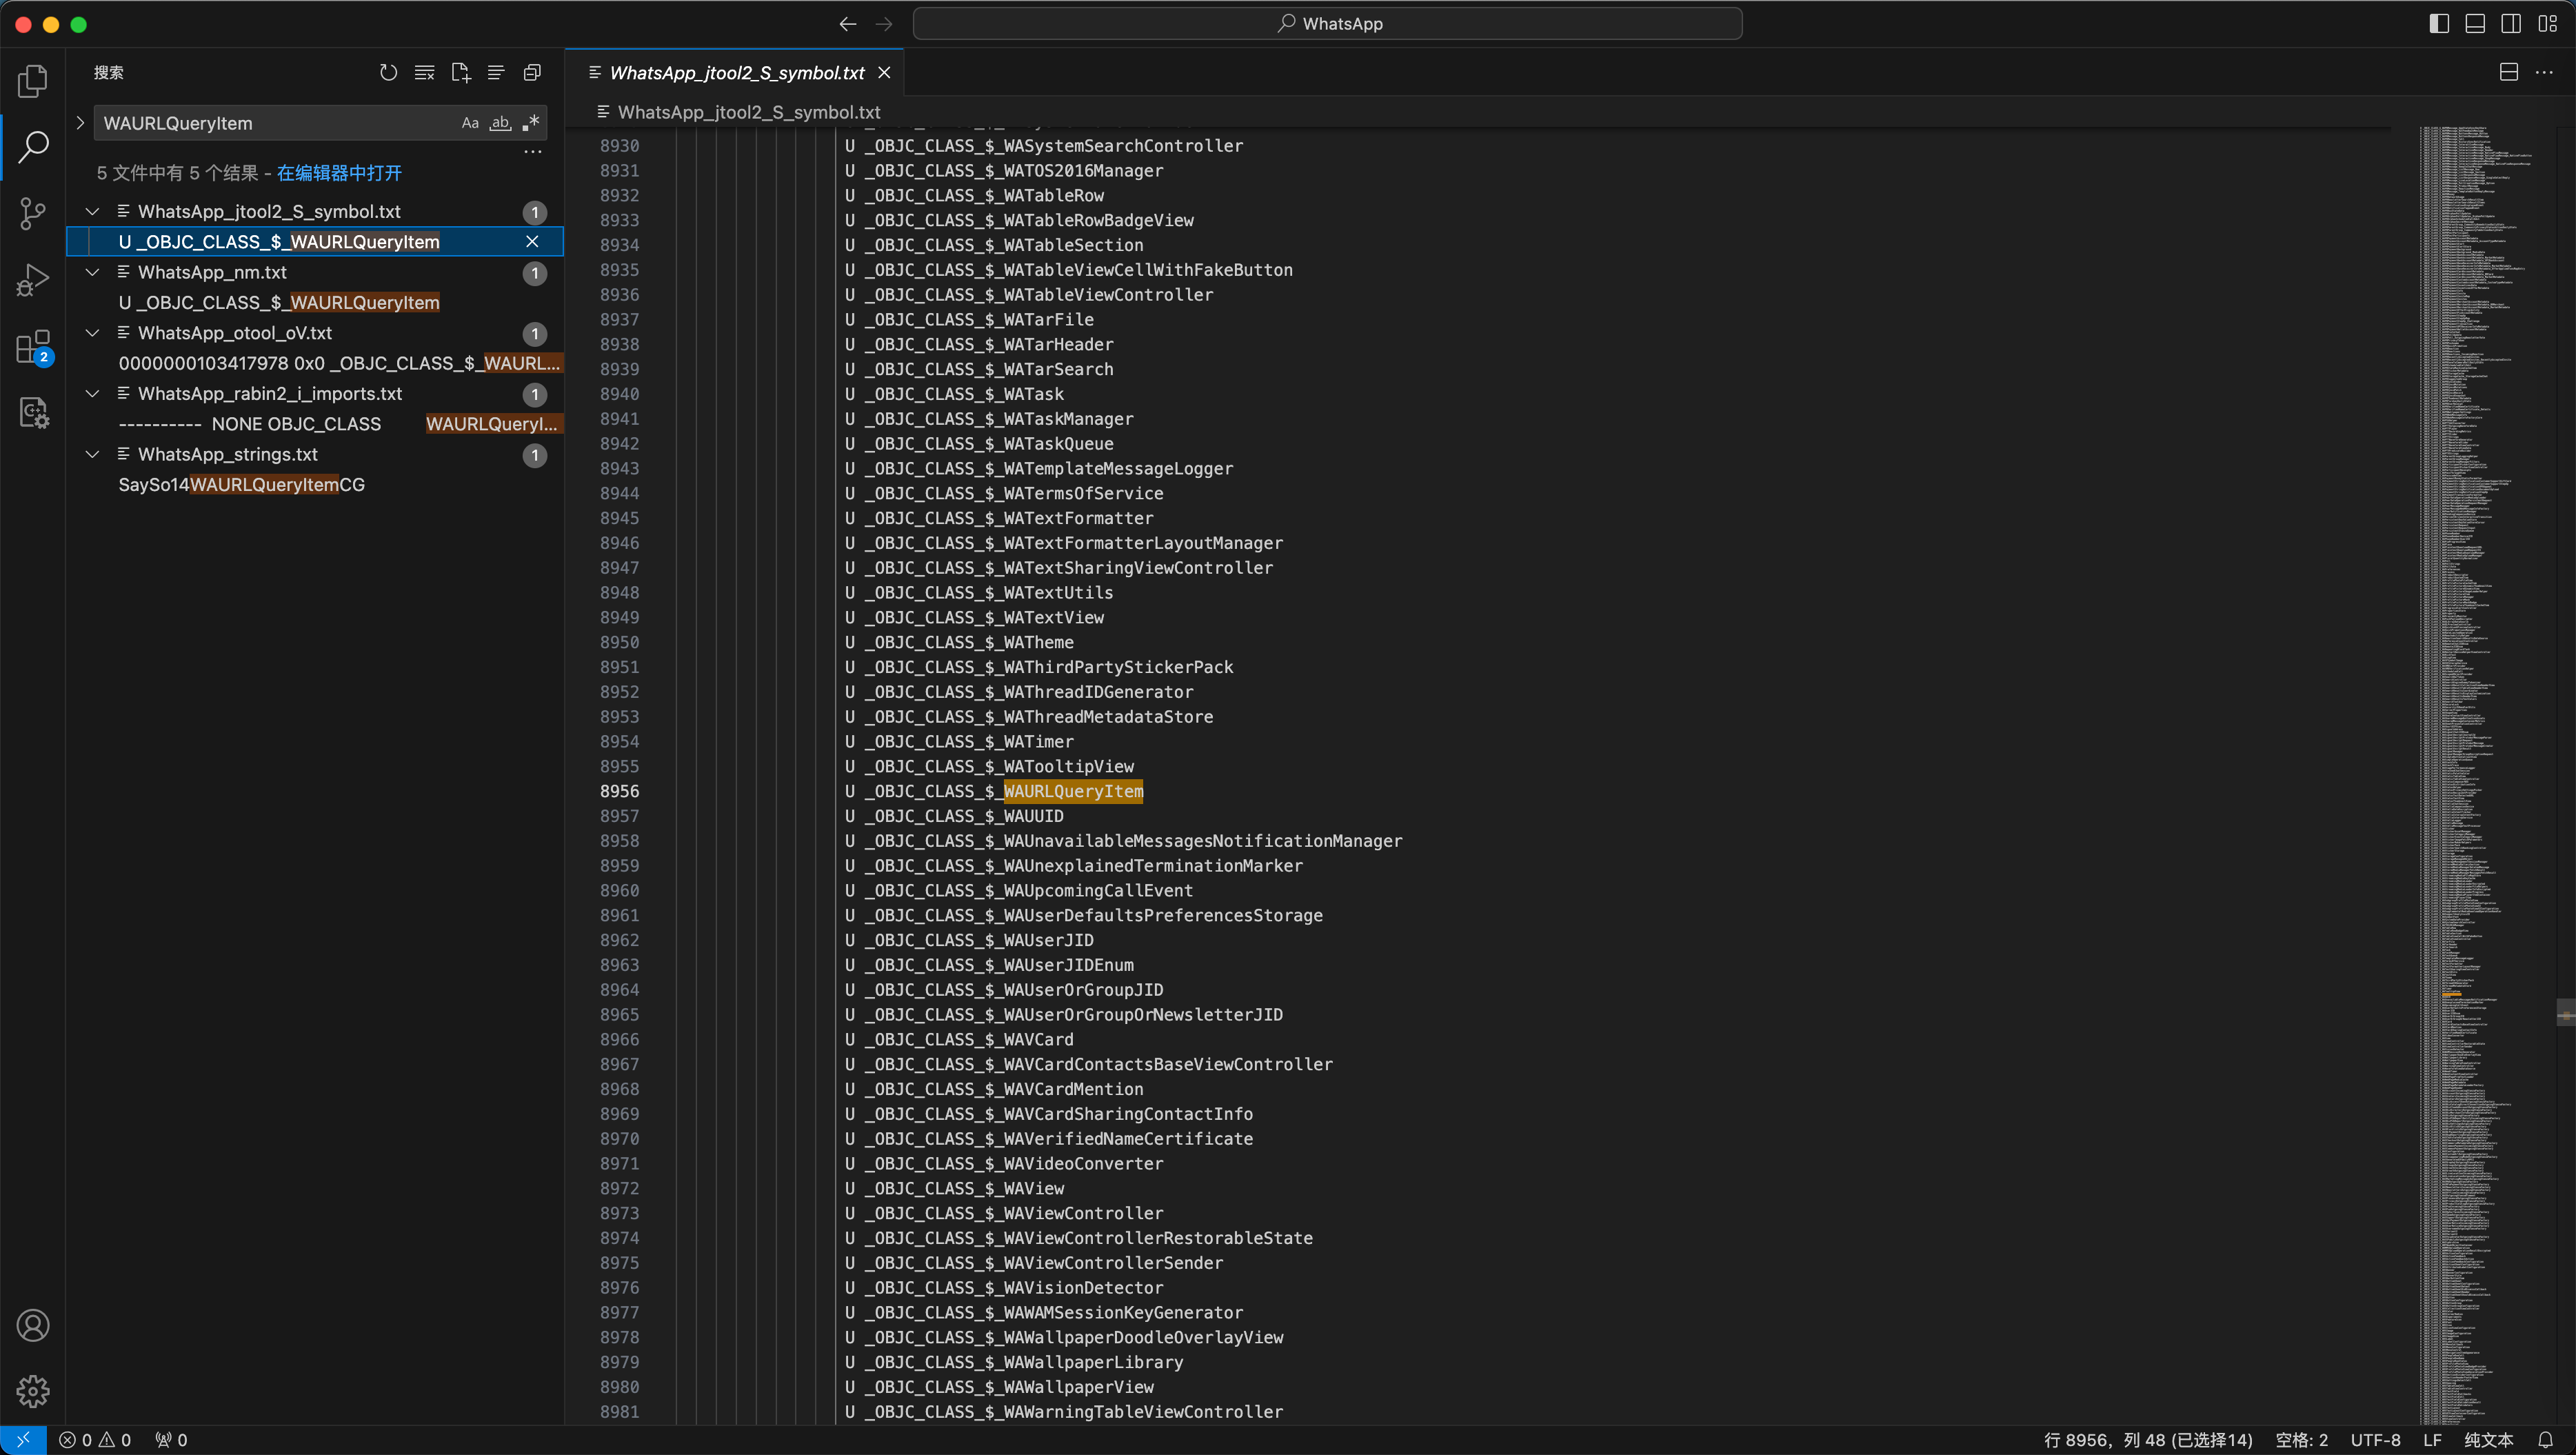 WhatsApp
搜索
WAURLQueryItem
Aa ab
5 文件中有 5 个结果 - 在编辑器中打开
WhatsApp_jtool2_S_symbol.txt 1
U _OBJC_CLASS_$_WAURLQueryItem
WhatsApp_nm.txt 1
U _OBJC_CLASS_$_WAURLQueryItem
WhatsApp_otool_oV.txt 1
0000000103417978 0x0 _OBJC_CLASS_$_WAURL...
WhatsApp_rabin2_i_imports.txt 1
---------- NONE OBJC_CLASS WAURLQueryI...
WhatsApp_strings.txt 1
SaySo14WAURLQueryItemCG
2
WhatsApp_jtool2_S_symbol.txt
WhatsApp_jtool2_S_symbol.txt
8930 U _OBJC_CLASS_$_WASystemSearchController
8931 U _OBJC_CLASS_$_WATOS2016Manager
8932 U _OBJC_CLASS_$_WATableRow
8933 U _OBJC_CLASS_$_WATableRowBadgeView
8934 U _OBJC_CLASS_$_WATableSection
8935 U _OBJC_CLASS_$_WATableViewCellWithFakeButton
8936 U _OBJC_CLASS_$_WATableViewController
8937 U _OBJC_CLASS_$_WATarFile
8938 U _OBJC_CLASS_$_WATarHeader
8939 U _OBJC_CLASS_$_WATarSearch
8940 U _OBJC_CLASS_$_WATask
8941 U _OBJC_CLASS_$_WATaskManager
8942 U _OBJC_CLASS_$_WATaskQueue
8943 U _OBJC_CLASS_$_WATemplateMessageLogger
8944 U _OBJC_CLASS_$_WATermsOfService
8945 U _OBJC_CLASS_$_WATextFormatter
8946 U _OBJC_CLASS_$_WATextFormatterLayoutManager
8947 U _OBJC_CLASS_$_WATextSharingViewController
8948 U _OBJC_CLASS_$_WATextUtils
8949 U _OBJC_CLASS_$_WATextView
8950 U _OBJC_CLASS_$_WATheme
8951 U _OBJC_CLASS_$_WAThirdPartyStickerPack
8952 U _OBJC_CLASS_$_WAThreadIDGenerator
8953 U _OBJC_CLASS_$_WAThreadMetadataStore
8954 U _OBJC_CLASS_$_WATimer
8955 U _OBJC_CLASS_$_WATooltipView
8956 U _OBJC_CLASS_$_WAURLQueryItem
8957 U _OBJC_CLASS_$_WAUUID
8958 U _OBJC_CLASS_$_WAUnavailableMessagesNotificationManager
8959 U _OBJC_CLASS_$_WAUnexplainedTerminationMarker
8960 U _OBJC_CLASS_$_WAUpcomingCallEvent
8961 U _OBJC_CLASS_$_WAUserDefaultsPreferencesStorage
8962 U _OBJC_CLASS_$_WAUserJID
8963 U _OBJC_CLASS_$_WAUserJIDEnum
8964 U _OBJC_CLASS_$_WAUserOrGroupJID
8965 U _OBJC_CLASS_$_WAUserOrGroupOrNewsletterJID
8966 U _OBJC_CLASS_$_WAVCard
8967 U _OBJC_CLASS_$_WAVCardContactsBaseViewController
8968 U _OBJC_CLASS_$_WAVCardMention
8969 U _OBJC_CLASS_$_WAVCardSharingContactInfo
8970 U _OBJC_CLASS_$_WAVerifiedNameCertificate
8971 U _OBJC_CLASS_$_WAVideoConverter
8972 U _OBJC_CLASS_$_WAView
8973 U _OBJC_CLASS_$_WAViewController
8974 U _OBJC_CLASS_$_WAViewControllerRestorableState
8975 U _OBJC_CLASS_$_WAViewControllerSender
8976 U _OBJC_CLASS_$_WAVisionDetector
8977 U _OBJC_CLASS_$_WAWAMSessionKeyGenerator
8978 U _OBJC_CLASS_$_WAWallpaperDoodleOverlayView
8979 U _OBJC_CLASS_$_WAWallpaperLibrary
8980 U _OBJC_CLASS_$_WAWallpaperView
8981 U _OBJC_CLASS_$_WAWarningTableViewController
0 0 0 行 8956，列 48 (已选择14) 空格: 2 UTF-8 LF 纯文本